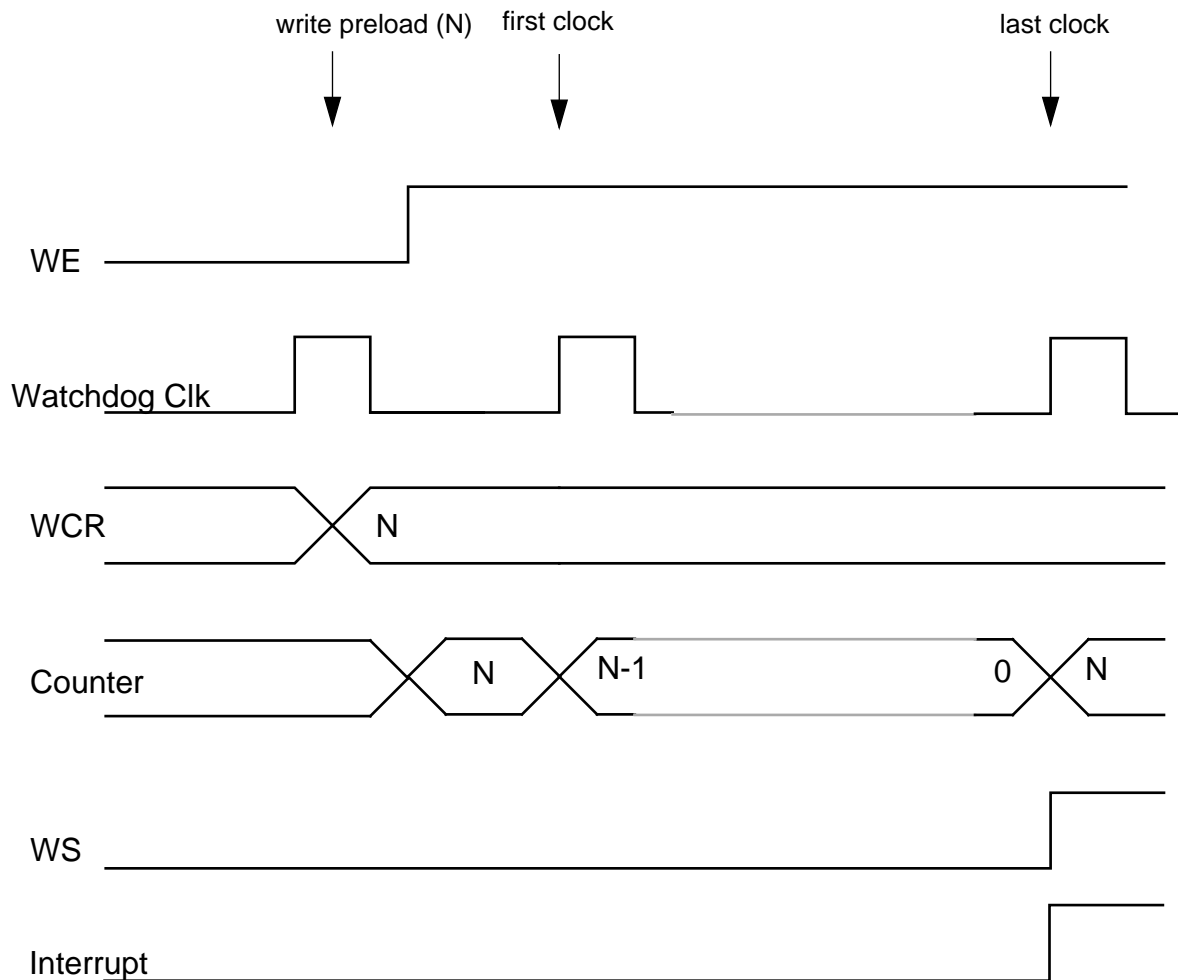 write preload (N)
first clock
last clock
WE
Watchdog Clk
WCR
N
Counter
N
N-1
0
N
WS
Interrupt